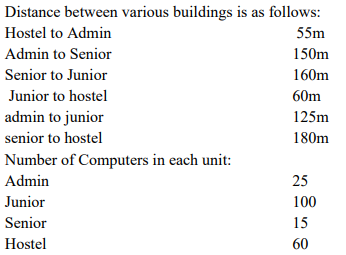 Distance between various buildings is as follows:
Hostel to Admin 55m
Admin to Senior 150m
Senior to Junior 160m
Junior to hostel 60m
admin to junior 125m
senior to hostel 180m
Number of Computers in each unit:
Admin 25
Junior 100
Senior 15
Hostel 60